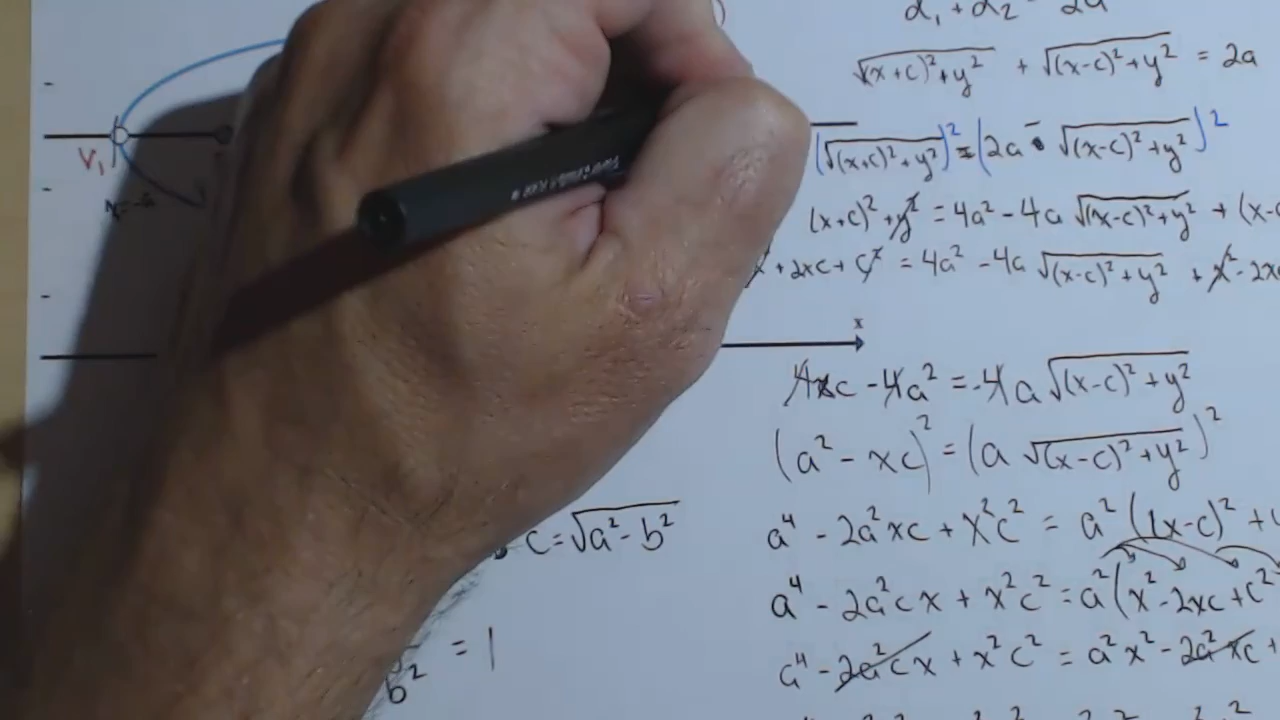 d₁ + d₂ = 2a
√((x+c)²+y²) + √((x-c)²+y²) = 2a
(√((x+c)²+y²))² = (2a - √((x-c)²+y²))²
(x+c)² + y² = 4a² - 4a √((x-c)²+y²) + (x-c
+ 2xc + c² = 4a² - 4a √((x-c)²+y²) + x² - 2xc
x
4xc - 4a² = -4a √((x-c)²+y²)
(a² - xc)² = (a √((x-c)²+y²))²
a⁴ - 2a²xc + x²c² = a²((x-c)² +
a⁴ - 2a²cx + x²c² = a²(x² - 2xc + c²
a⁴ - 2a²cx + x²c² = a²x² - 2a²xc +
V₁
c = √(a² - b²)
b² = 1